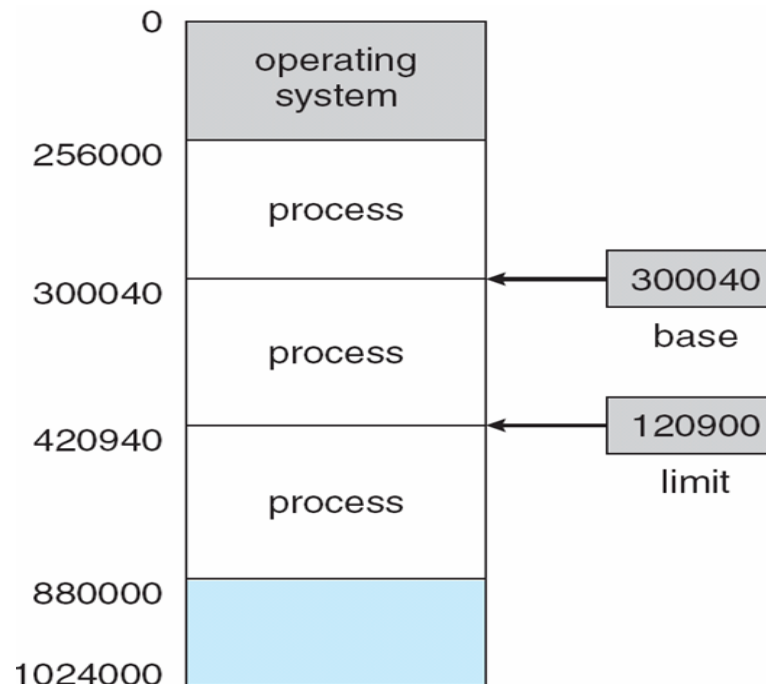 0
operating
system
256000
process
300040
300040
base
process
420940
120900
limit
process
880000
1024000